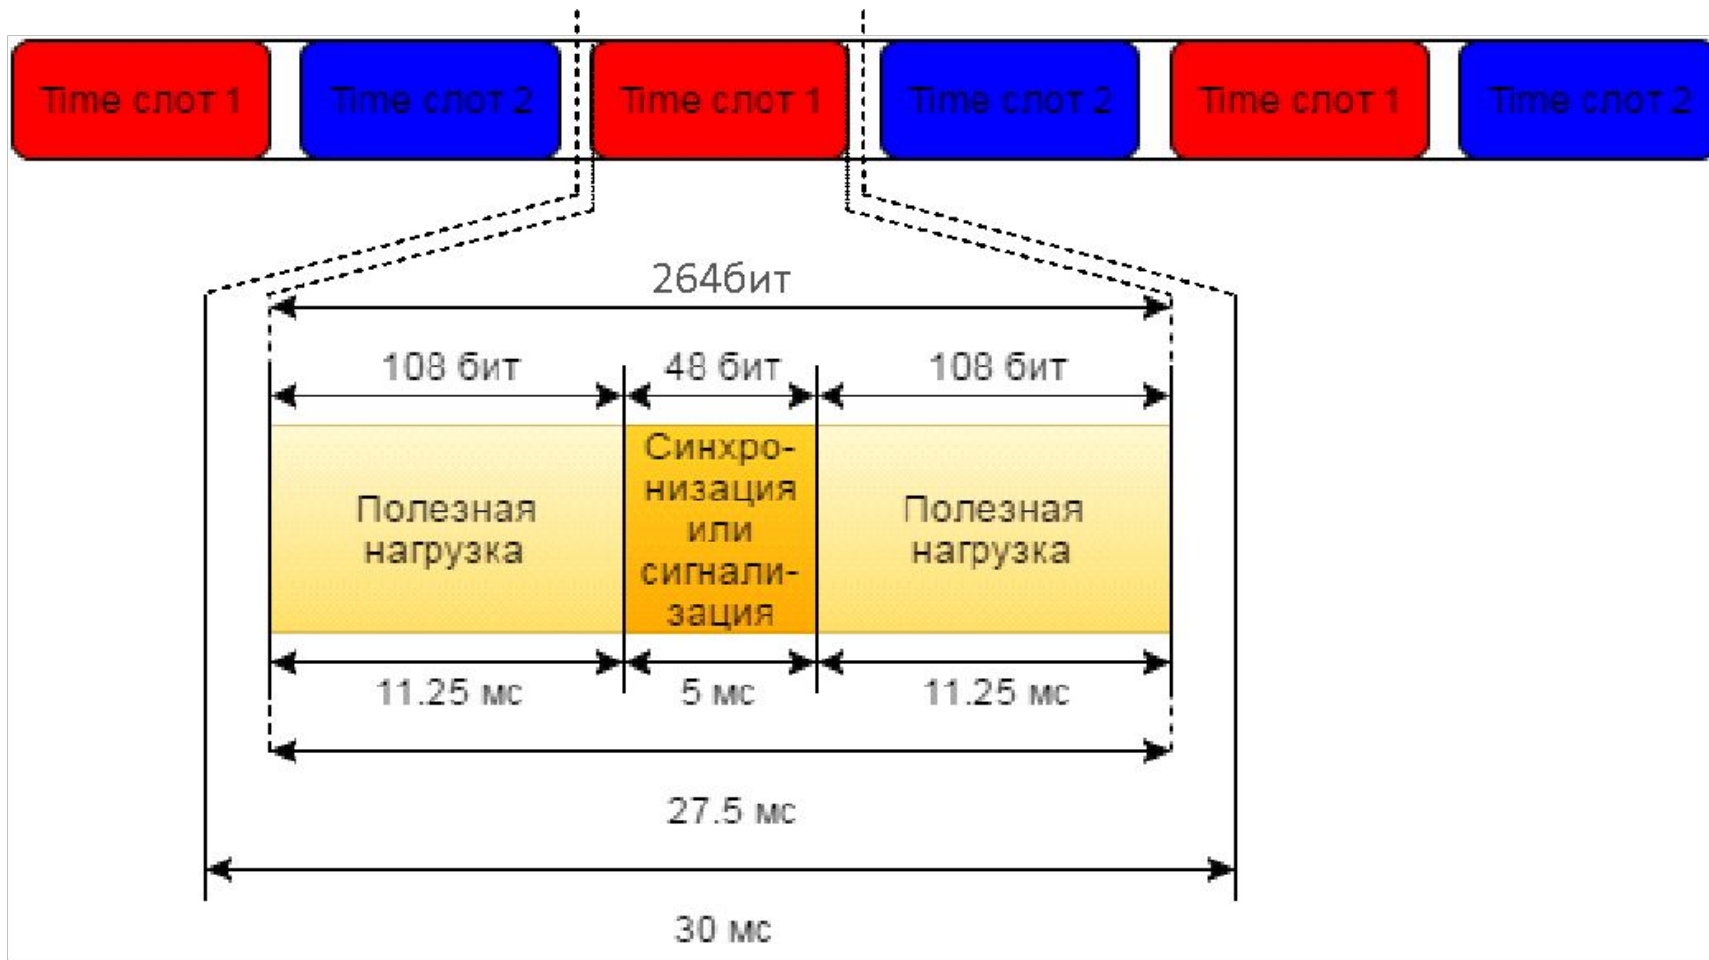 Time слот 1 Time слот 2 Time слот 1 Time слот 2 Time слот 1 Time слот 2
264бит
108 бит 48 бит 108 бит
Полезная
нагрузка
Синхро-
низация
или
сигнали-
зация
Полезная
нагрузка
11.25 мс 5 мс 11.25 мс
27.5 мс
30 мс